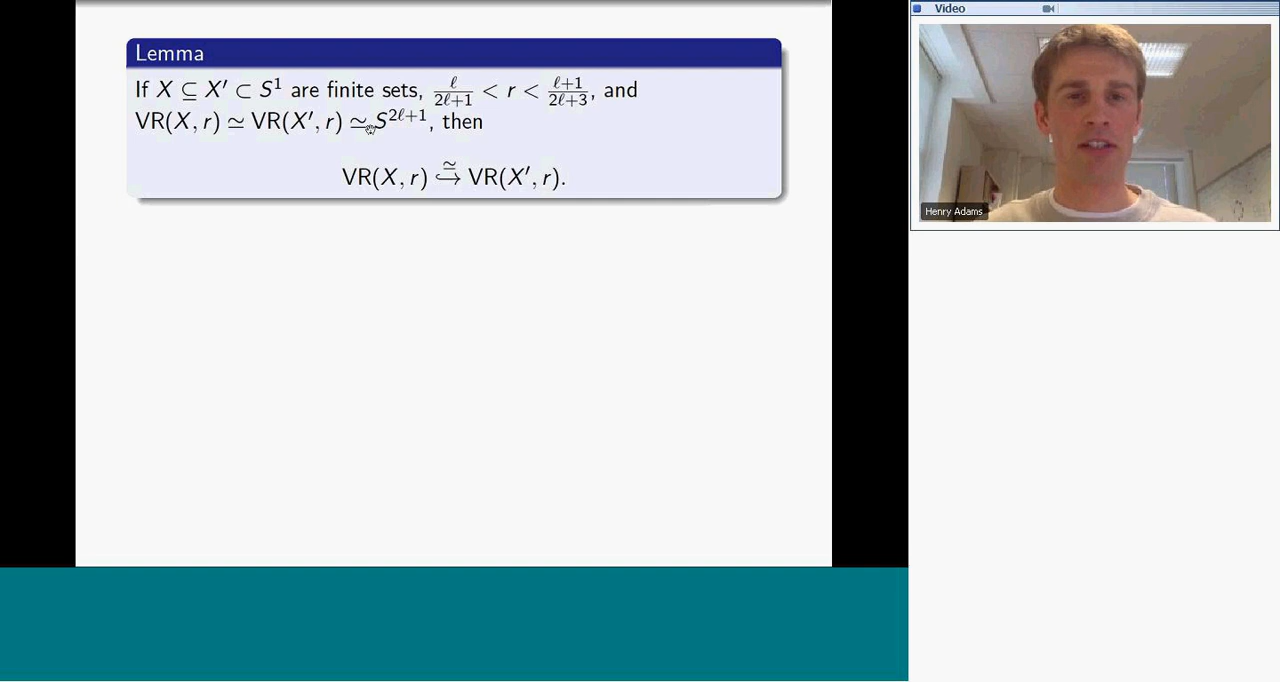 Video
Lemma
If X ⊆ X′ ⊂ S¹ are finite sets, ℓ/(2ℓ+1) < r < (ℓ+1)/(2ℓ+3), and
VR(X, r) ≃ VR(X′, r) ≃ S^{2ℓ+1}, then
VR(X, r) ↪^{≃} VR(X′, r).
Henry Adams